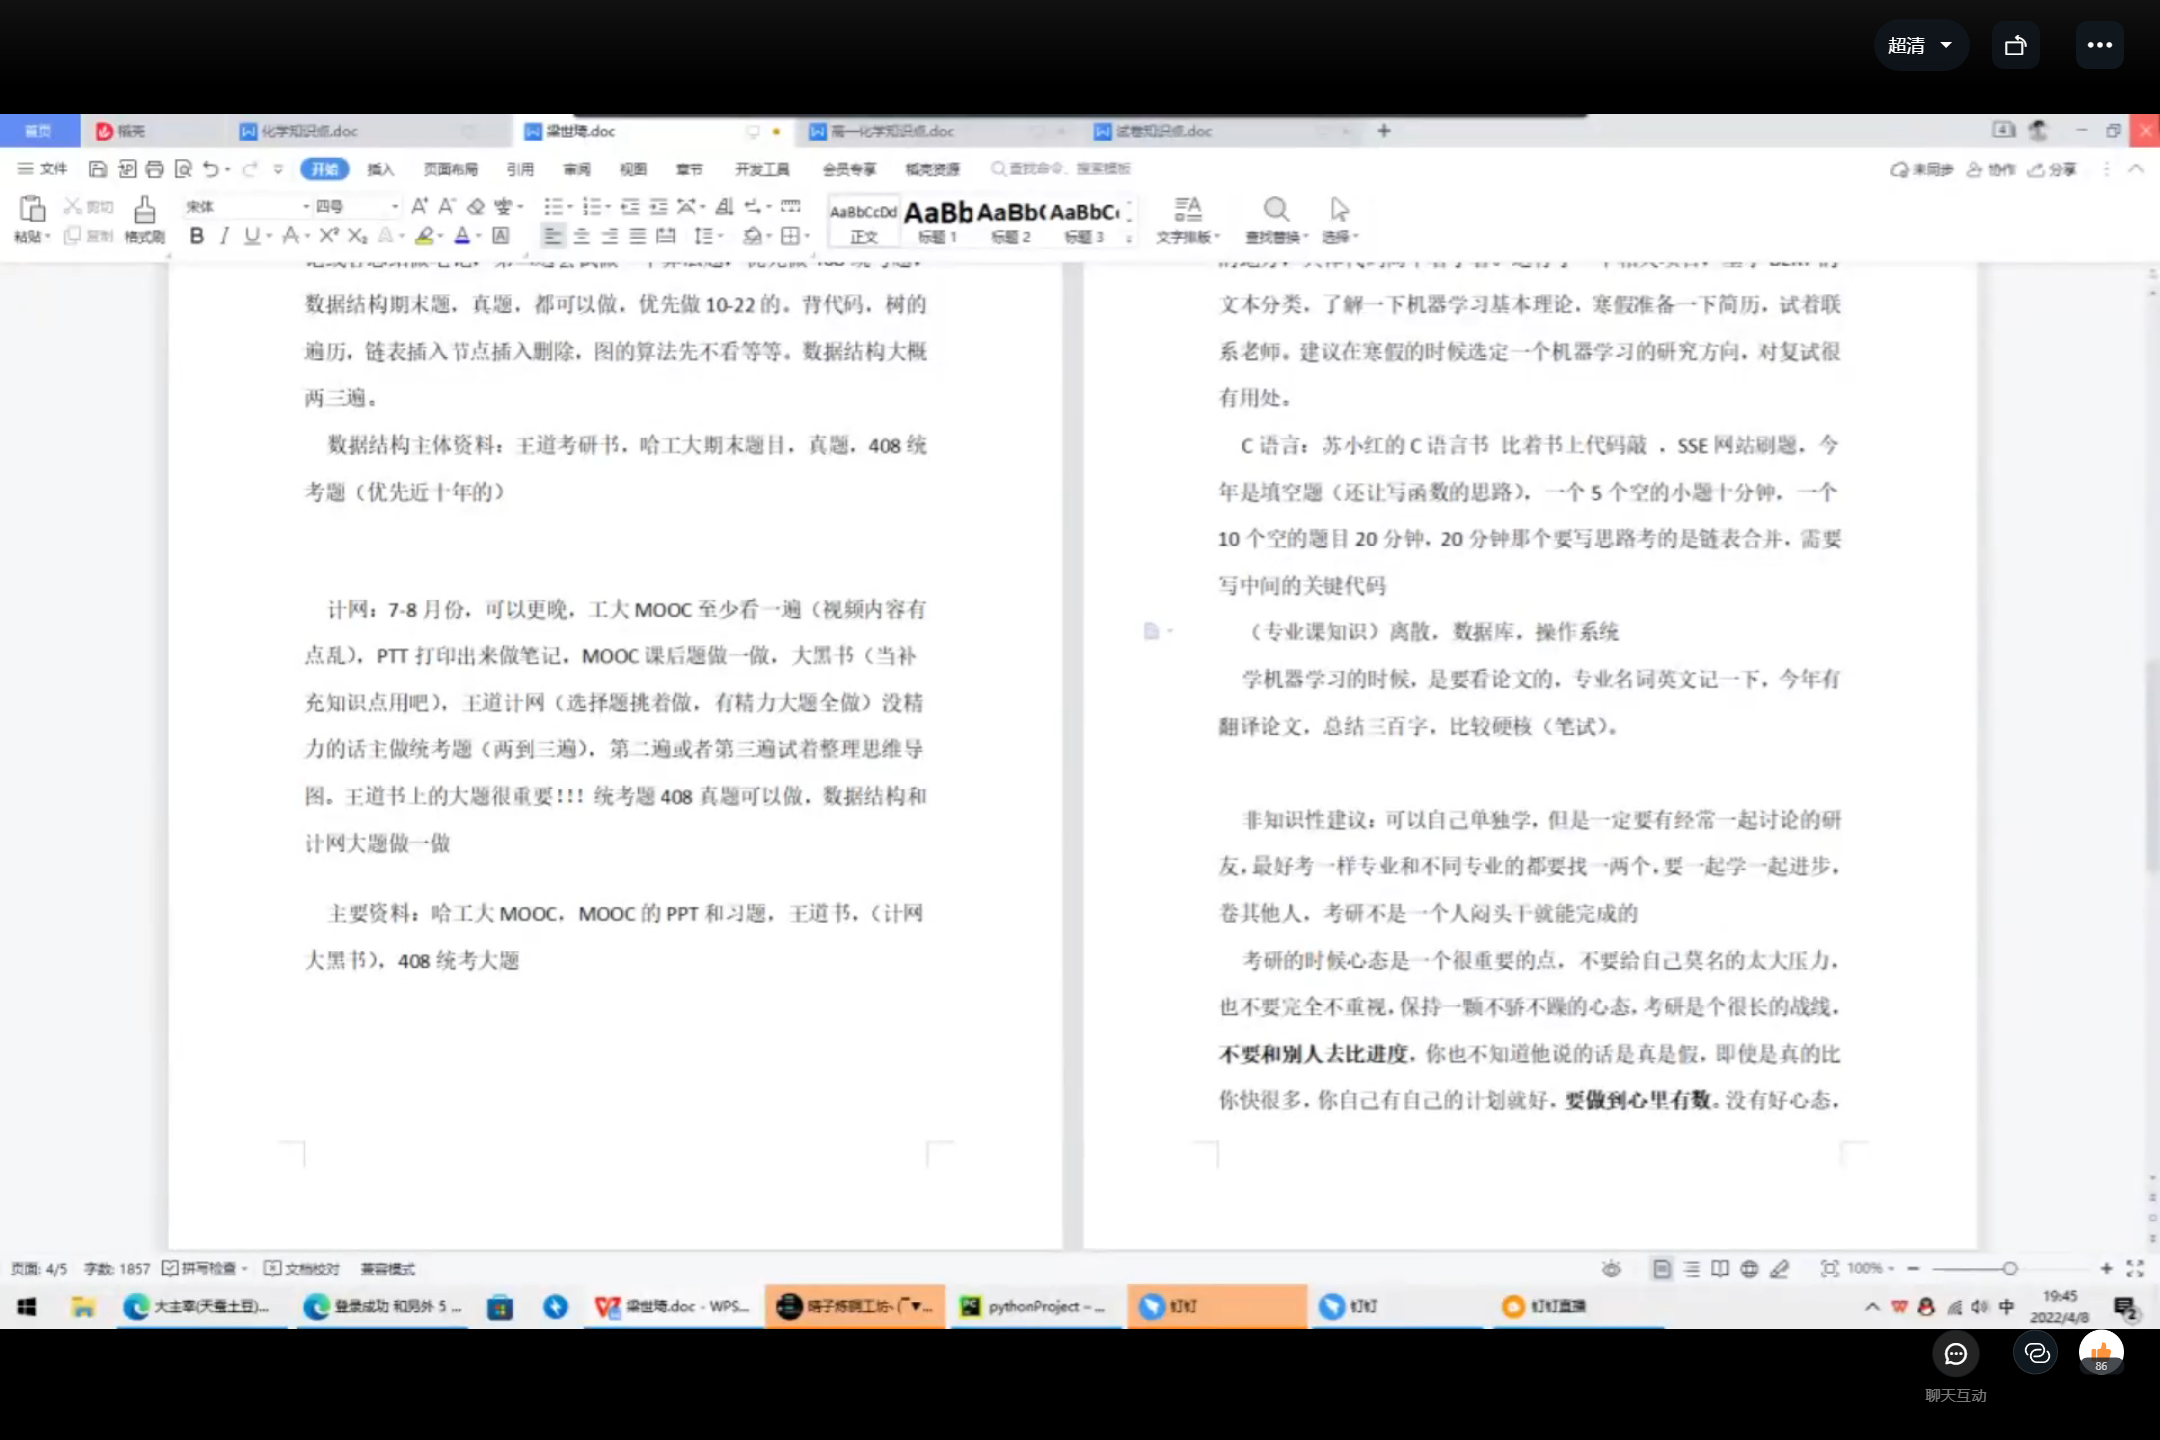 超清
首页
稻壳
化学知识点.doc
梁世琦.doc
高一化学知识点.doc
试卷知识点.doc
文件
开始
插入
页面布局
引用
审阅
视图
章节
开发工具
会员专享
稻壳资源
查找命令、搜索模板
未同步
协作
分享
粘贴
剪切
复制
格式刷
宋体
四号
AaBbCcDd
正文
标题 1
标题 2
标题 3
文字排版
查找替换
选择
数据结构期末题，真题，都可以做，优先做 10-22 的。背代码，树的
遍历，链表插入节点插入删除，图的算法先不看等等。数据结构大概
两三遍。
数据结构主体资料：王道考研书，哈工大期末题目，真题，408 统
考题（优先近十年的）
计网：7-8 月份，可以更晚，工大 MOOC 至少看一遍（视频内容有
点乱），PTT 打印出来做笔记，MOOC 课后题做一做，大黑书（当补
充知识点用吧），王道计网（选择题挑着做，有精力大题全做）没精
力的话主做统考题（两到三遍），第二遍或者第三遍试着整理思维导
图。王道书上的大题很重要!!! 统考题 408 真题可以做，数据结构和
计网大题做一做
主要资料：哈工大 MOOC，MOOC 的 PPT 和习题，王道书，（计网
大黑书），408 统考大题
文本分类，了解一下机器学习基本理论，寒假准备一下简历，试着联
系老师。建议在寒假的时候选定一个机器学习的研究方向，对复试很
有用处。
C 语言：苏小红的 C 语言书 比着书上代码敲 ，SSE 网站刷题，今
年是填空题（还让写函数的思路），一个 5 个空的小题十分钟，一个
10 个空的题目 20 分钟，20 分钟那个要写思路考的是链表合并，需要
写中间的关键代码
（专业课知识）离散，数据库，操作系统
学机器学习的时候，是要看论文的，专业名词英文记一下，今年有
翻译论文，总结三百字，比较硬核（笔试）。
非知识性建议：可以自己单独学，但是一定要有经常一起讨论的研
友，最好考一样专业和不同专业的都要找一两个，要一起学一起进步，
卷其他人，考研不是一个人闷头干就能完成的
考研的时候心态是一个很重要的点，不要给自己莫名的太大压力，
也不要完全不重视，保持一颗不骄不躁的心态，考研是个很长的战线，
不要和别人去比进度，你也不知道他说的话是真是假，即使是真的比
你快很多，你自己有自己的计划就好，要做到心里有数。没有好心态，
页面: 4/5
字数: 1857
拼写检查
文档校对
兼容模式
100%
大主宰(天蚕土豆)...
登录成功 和另外 5 ...
梁世琦.doc - WPS...
pythonProject – ...
钉钉
钉钉
钉钉直播
中
19:45
2022/4/8
2
86
聊天互动